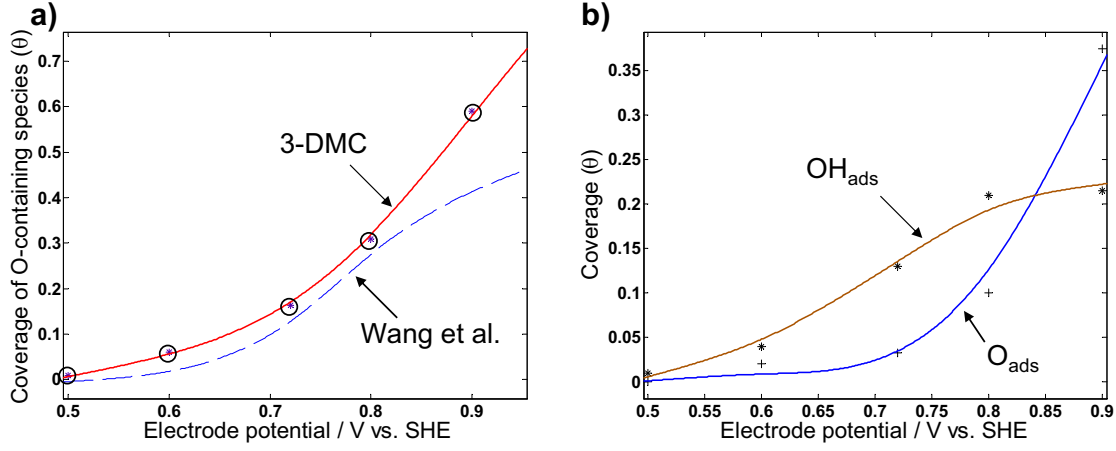 a)
Coverage of O-containing species (θ)
0.7
0.6
0.5
0.4
0.3
0.2
0.1
0
3-DMC
Wang et al.
0.5 0.6 0.7 0.8 0.9
Electrode potential / V vs. SHE
b)
Coverage (θ)
0.35
0.3
0.25
0.2
0.15
0.1
0.05
0
OHads
Oads
0.5 0.55 0.6 0.65 0.7 0.75 0.8 0.85 0.9
Electrode potential / V vs. SHE